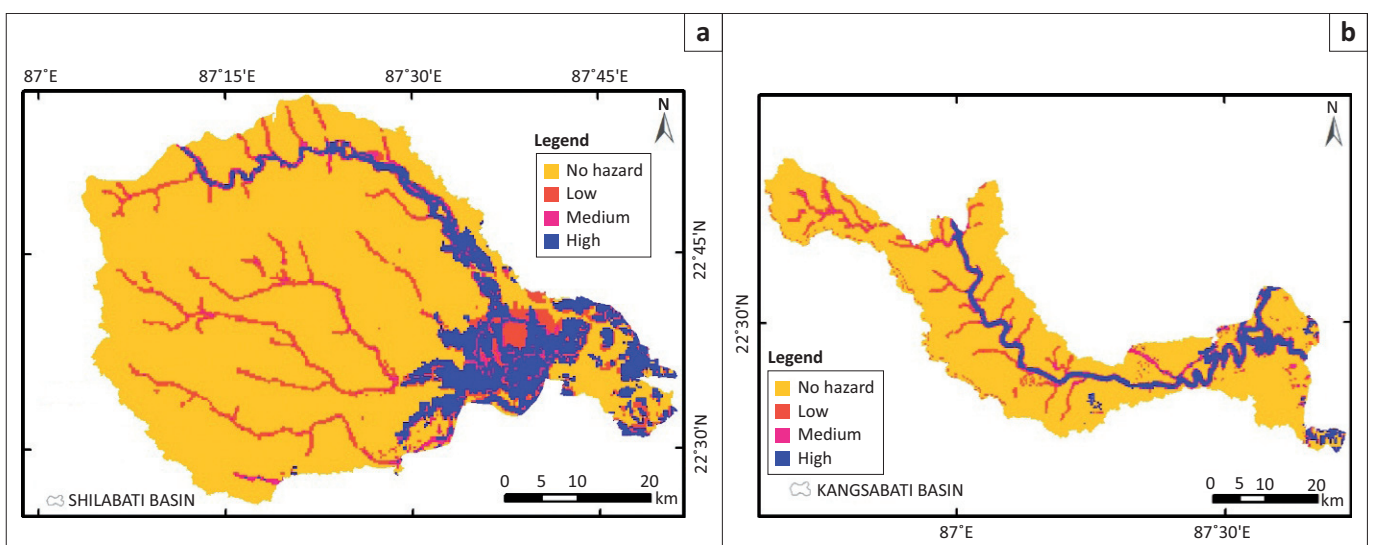 a
87˚E 87˚15'E 87˚30'E 87˚45'E
N
Legend
No hazard
Low
Medium
High
22˚45'N
22˚30'N
0 5 10 20
km
SHILABATI BASIN
b
N
22˚30'N
Legend
No hazard
Low
Medium
High
KANGSABATI BASIN
0 5 10 20
km
87˚E 87˚30'E